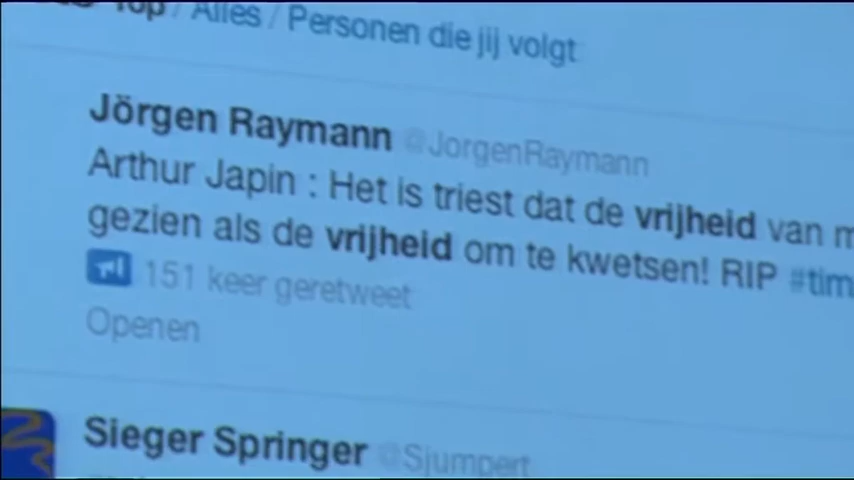 Top / Alles / Personen die jij volgt
Jörgen Raymann @JorgenRaymann
Arthur Japin : Het is triest dat de vrijheid van
gezien als de vrijheid om te kwetsen! RIP #tim
151 keer geretweet
Openen
Sieger Springer @Sjumpert